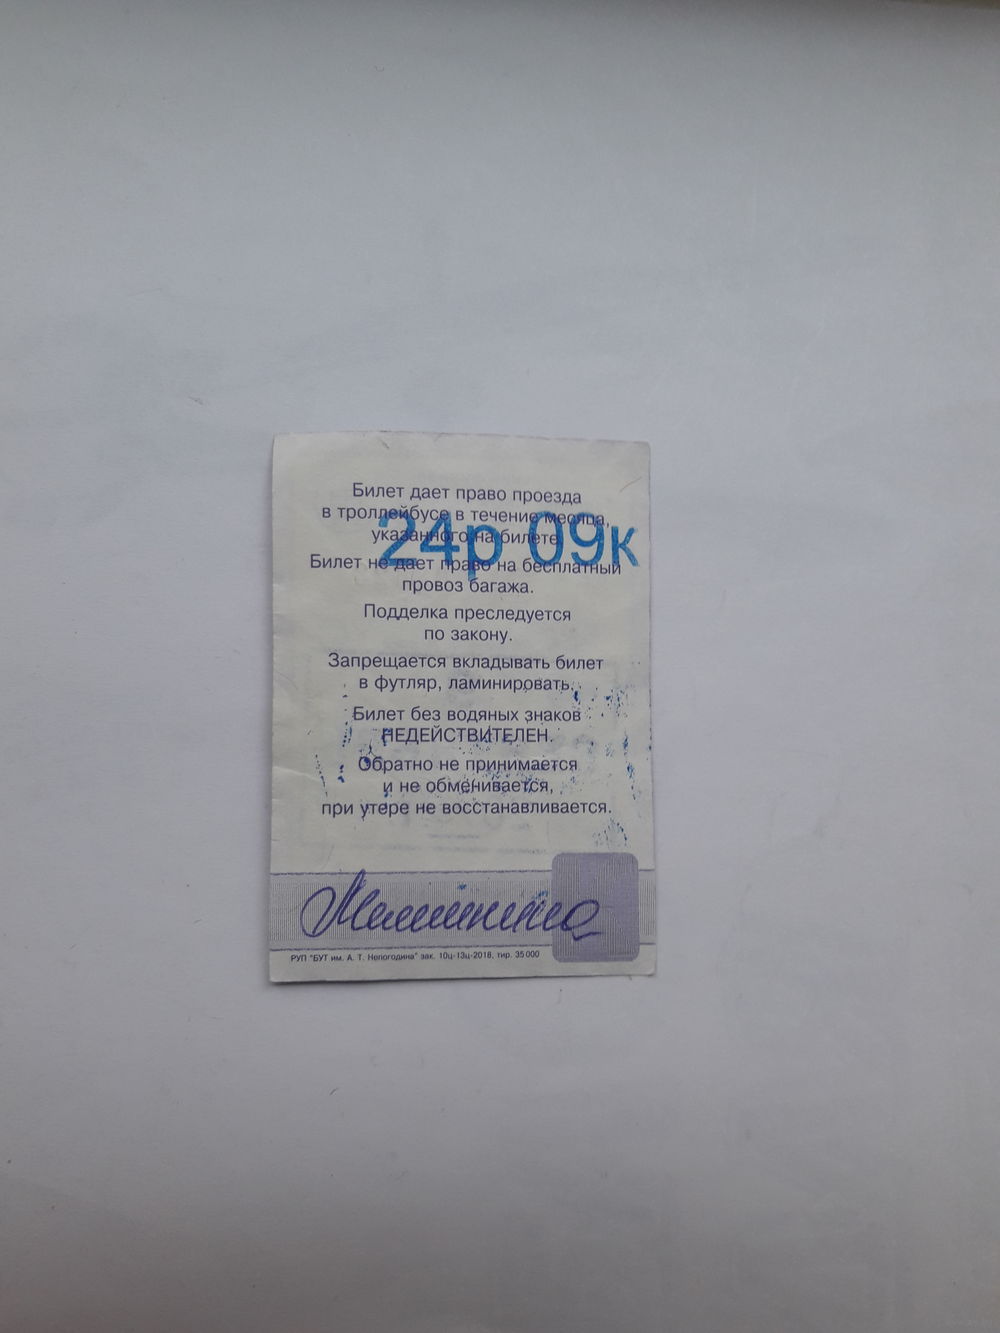 Билет дает право проезда
в троллейбусе в течение месяца,
указанного на билете.
24р 09к
Билет не дает право на бесплатный
провоз багажа.
Подделка преследуется
по закону.
Запрещается вкладывать билет
в футляр, ламинировать.
Билет без водяных знаков
НЕДЕЙСТВИТЕЛЕН.
Обратно не принимается
и не обменивается,
при утере не восстанавливается.
РУП "БУТ им. А. Т. Непогодина" зак. 10ц-13ц-2018, тир. 35 000